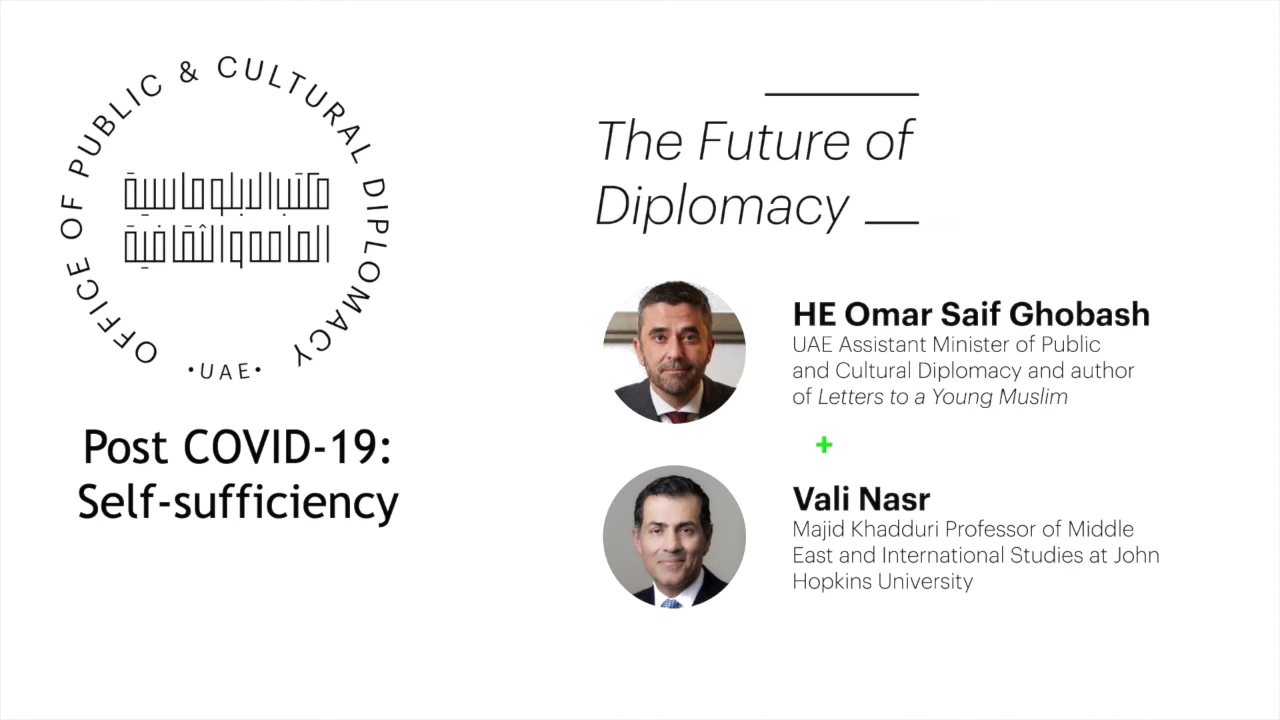 OFFICE OF PUBLIC & CULTURAL DIPLOMACY
مكتب الدبلوماسية
العامة والثقافية
•UAE•
Post COVID-19:
Self-sufficiency
The Future of
Diplomacy
HE Omar Saif Ghobash
UAE Assistant Minister of Public
and Cultural Diplomacy and author
of Letters to a Young Muslim
+
Vali Nasr
Majid Khadduri Professor of Middle
East and International Studies at John
Hopkins University